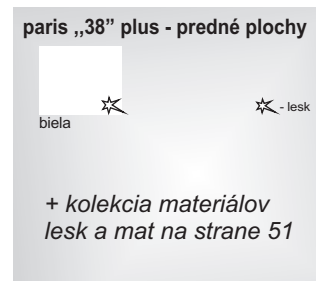 paris ,,38” plus - predné plochy
- lesk
biela
+ kolekcia materiálov
lesk a mat na strane 51